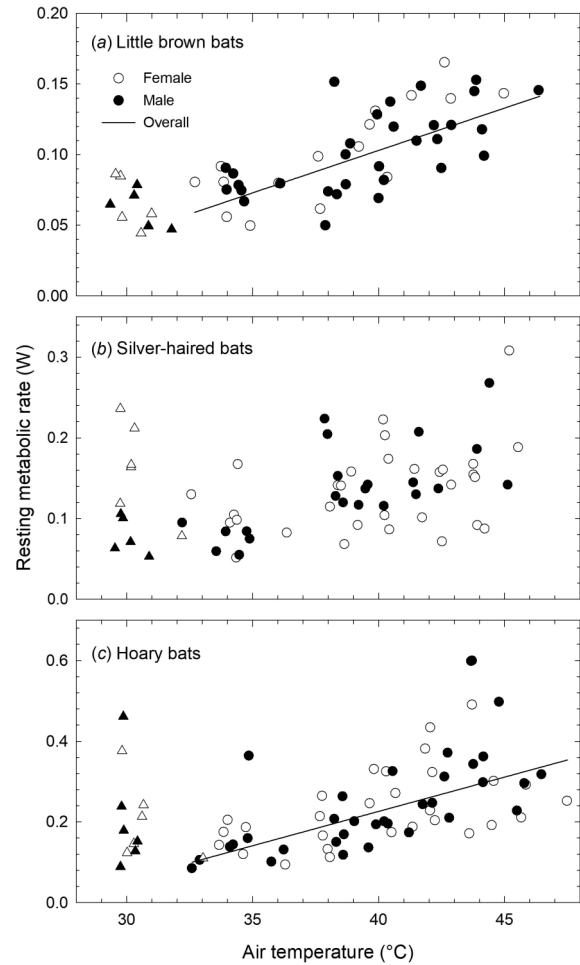 0.20
(a) Little brown bats
Female
Male
Overall
0.15
0.10
0.05
0.00
(b) Silver-haired bats
0.3
0.2
0.1
0.0
Resting metabolic rate (W)
(c) Hoary bats
0.6
0.4
0.2
0.0
30 35 40 45
Air temperature (°C)